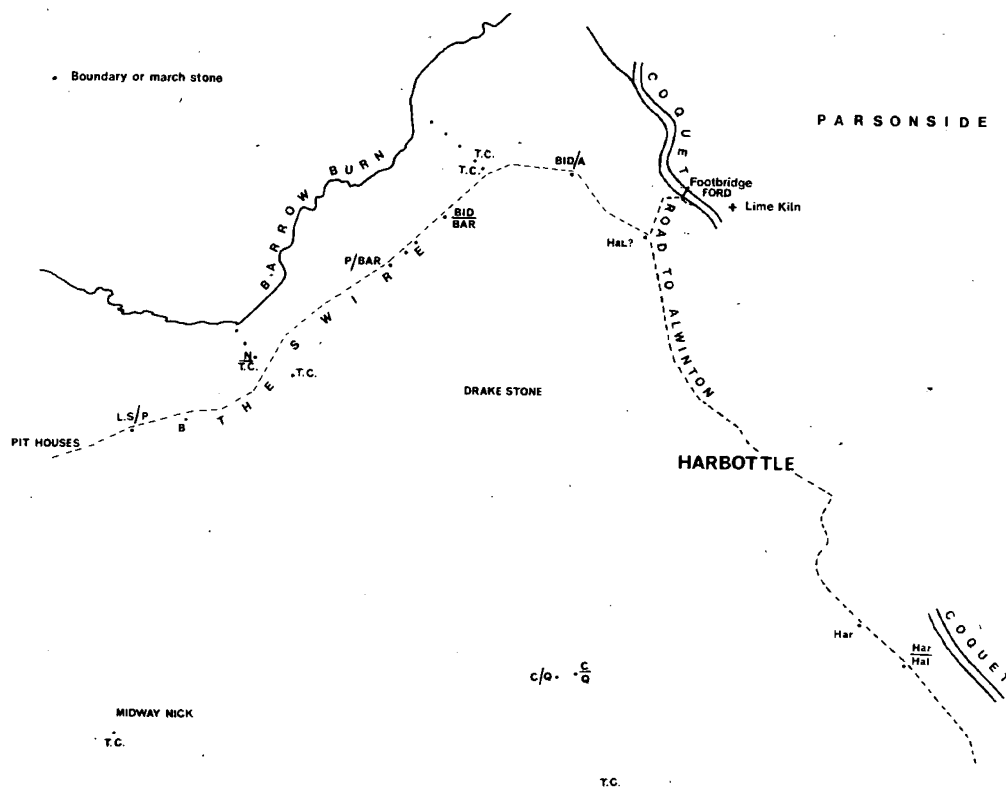 Boundary or march stone
PARSONSIDE
COQUET
BARROW BURN
T.C.
T.C.
BID/A
Footbridge
FORD
Lime Kiln
BID
BAR
HaL?
ROAD TO ALWINTON
P/BAR
THE SWIRE
N
T.C.
T.C.
DRAKE STONE
L.S/P
B
PIT HOUSES
HARBOTTLE
COQUET
Har
Har
Hal
C/Q
C
Q
MIDWAY NICK
T.C.
T.C.